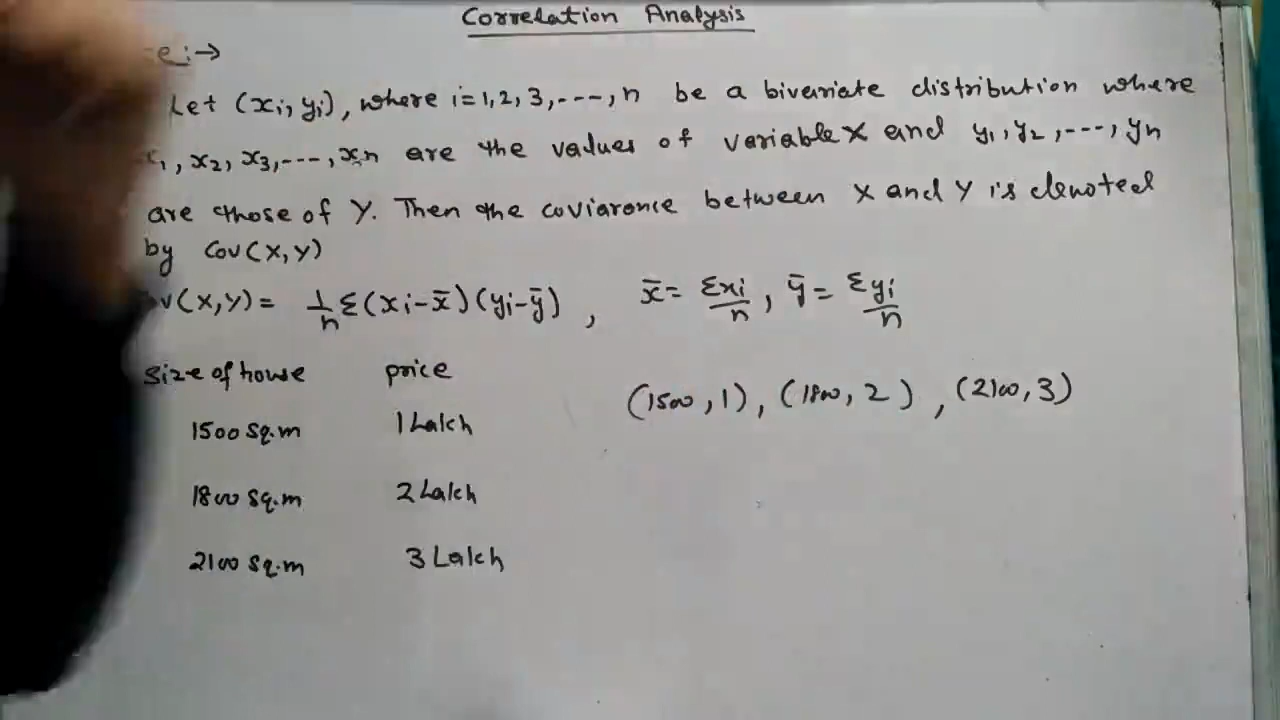 Correlation Analysis
Let (xi, yi), where i=1,2,3,----,n be a bivariate distribution where
x1, x2, x3,----, xn are the values of variable X and y1, y2, ----, yn
are those of Y. Then the coviaronce between X and Y is denoted
by Cov(X,Y)
v(X,Y) = 1/n Σ(xi-x̄)(yi-ȳ), x̄ = Σxi/n, ȳ = Σyi/n
Size of house price
1500 Sq.m 1 Lakh
1800 Sq.m 2 Lakh
2100 Sq.m 3 Lakh
(1500, 1), (1800, 2), (2100, 3)